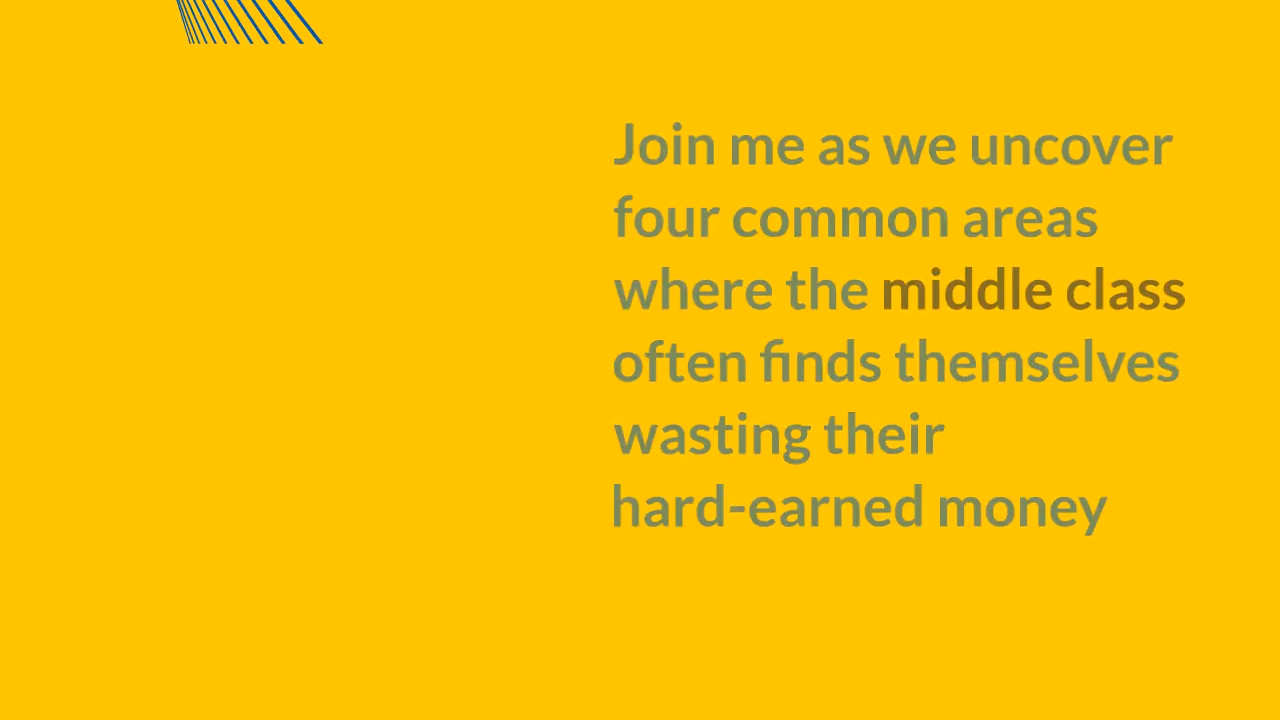 Join me as we uncover
four common areas
where the middle class
often finds themselves
wasting their
hard-earned money